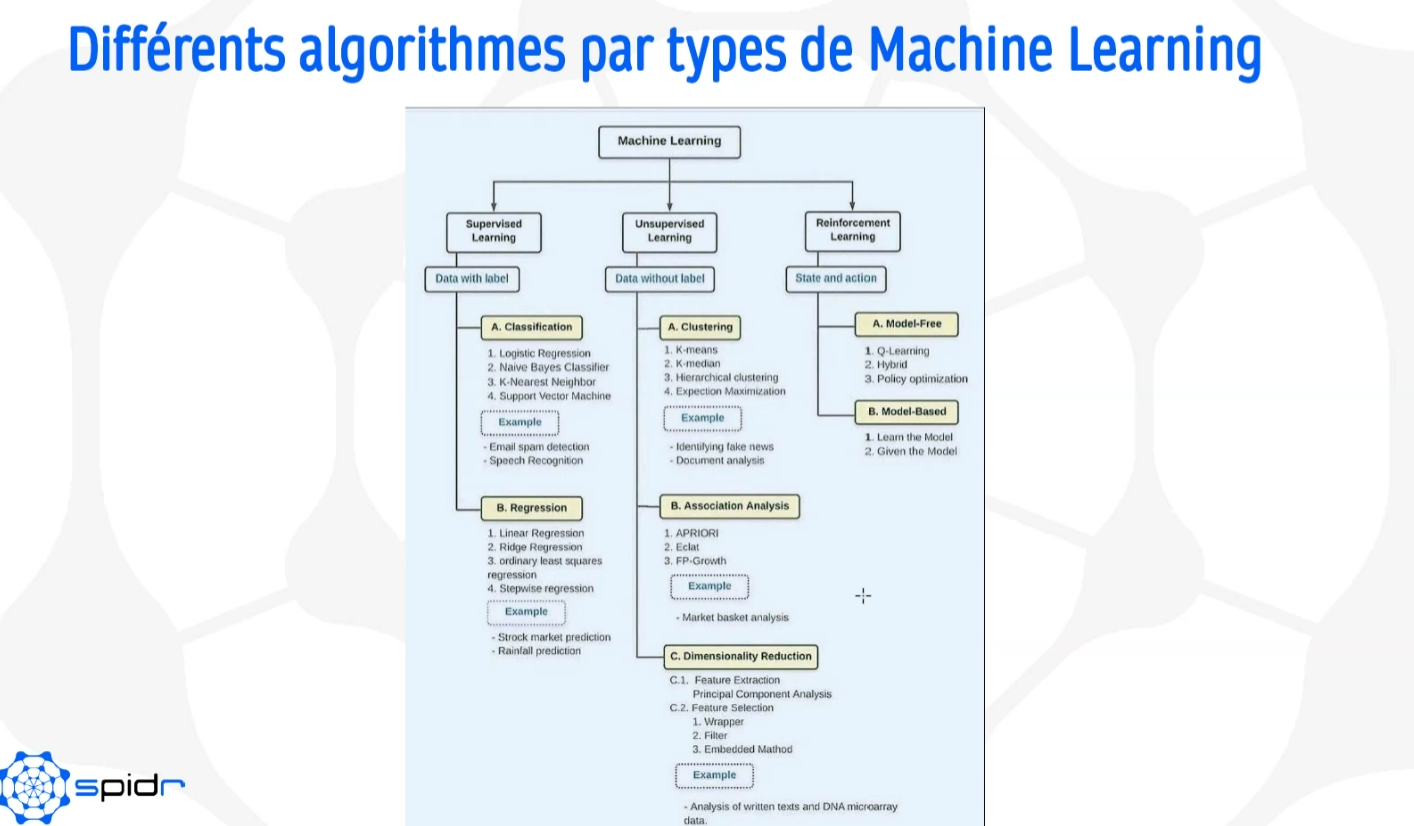 Différents algorithmes par types de Machine Learning
Machine Learning
Supervised
Learning
Data with label
A. Classification
1. Logistic Regression
2. Naive Bayes Classifier
3. K-Nearest Neighbor
4. Support Vector Machine
Example
- Email spam detection
- Speech Recognition
B. Regression
1. Linear Regression
2. Ridge Regression
3. ordinary least squares
regression
4. Stepwise regression
Example
- Strock market prediction
- Rainfall prediction
Unsupervised
Learning
Data without label
A. Clustering
1. K-means
2. K-median
3. Hierarchical clustering
4. Expection Maximization
Example
- Identifying fake news
- Document analysis
B. Association Analysis
1. APRIORI
2. Eclat
3. FP-Growth
Example
- Market basket analysis
C. Dimensionality Reduction
C.1. Feature Extraction
Principal Component Analysis
C.2. Feature Selection
1. Wrapper
2. Filter
3. Embedded Mathod
Example
- Analysis of written texts and DNA microarray
data.
Reinforcement
Learning
State and action
A. Model-Free
1. Q-Learning
2. Hybrid
3. Policy optimization
B. Model-Based
1. Learn the Model
2. Given the Model
spidr